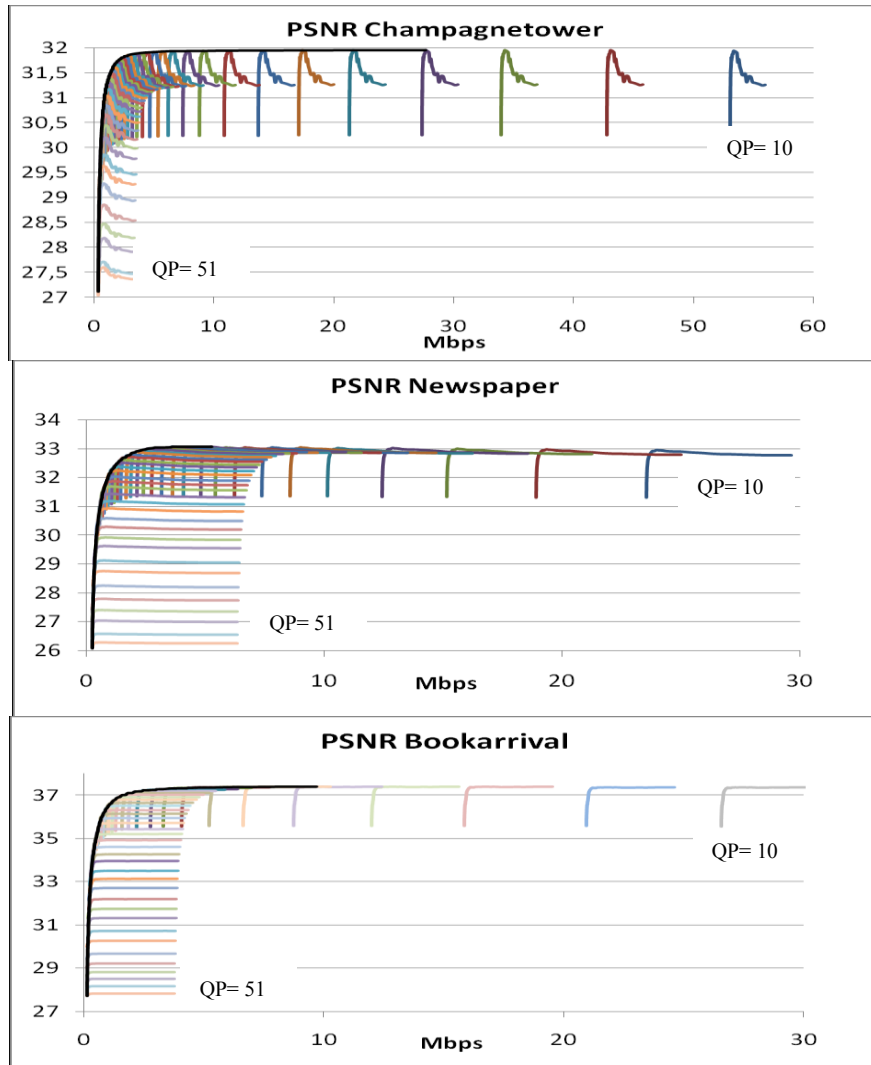 PSNR Champagnetower
32
31,5
31
30,5
30
29,5
29
28,5
28
27,5
27
QP= 10
QP= 51
0 10 20 30 40 50 60
Mbps
PSNR Newspaper
34
33
32
31
30
29
28
27
26
QP= 10
QP= 51
0 10 20 30
Mbps
PSNR Bookarrival
37
35
33
31
29
27
QP= 10
QP= 51
0 10 20 30
Mbps